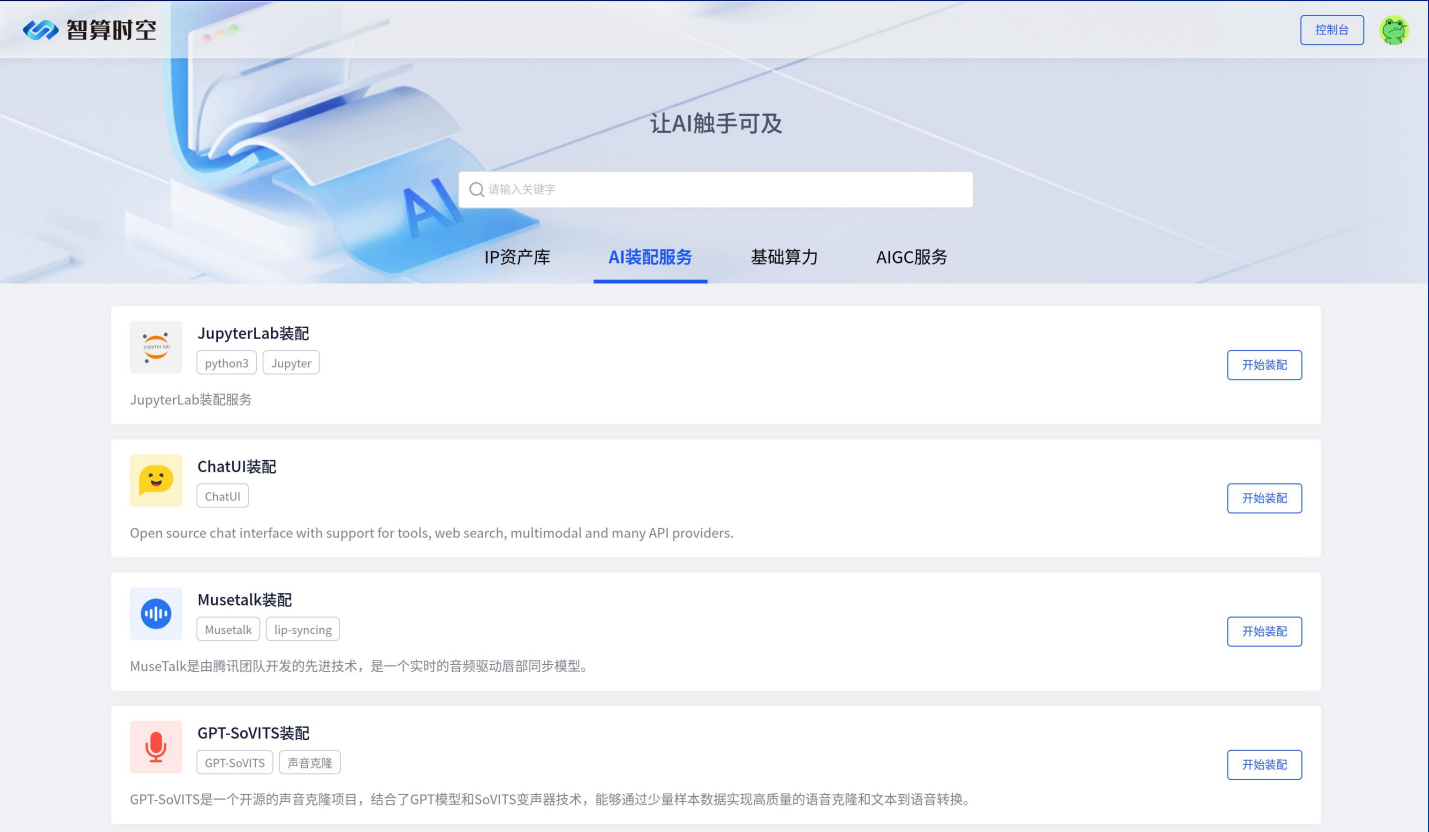 智算时空
控制台
让AI触手可及
请输入关键字
IP资产库
AI装配服务
基础算力
AIGC服务
AI
jupyter lab
JupyterLab装配
python3
Jupyter
开始装配
JupyterLab装配服务
ChatUI装配
ChatUI
开始装配
Open source chat interface with support for tools, web search, multimodal and many API providers.
Musetalk装配
Musetalk
lip-syncing
开始装配
MuseTalk是由腾讯团队开发的先进技术，是一个实时的音频驱动唇部同步模型。
GPT-SoVITS装配
GPT-SoVITS
声音克隆
开始装配
GPT-SoVITS是一个开源的声音克隆项目，结合了GPT模型和SoVITS变声器技术，能够通过少量样本数据实现高质量的语音克隆和文本到语音转换。